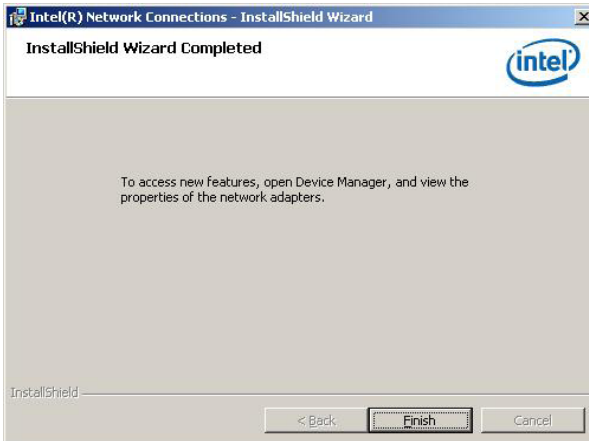 Intel(R) Network Connections - InstallShield Wizard
InstallShield Wizard Completed
intel
To access new features, open Device Manager, and view the
properties of the network adapters.
InstallShield
< Back
Finish
Cancel